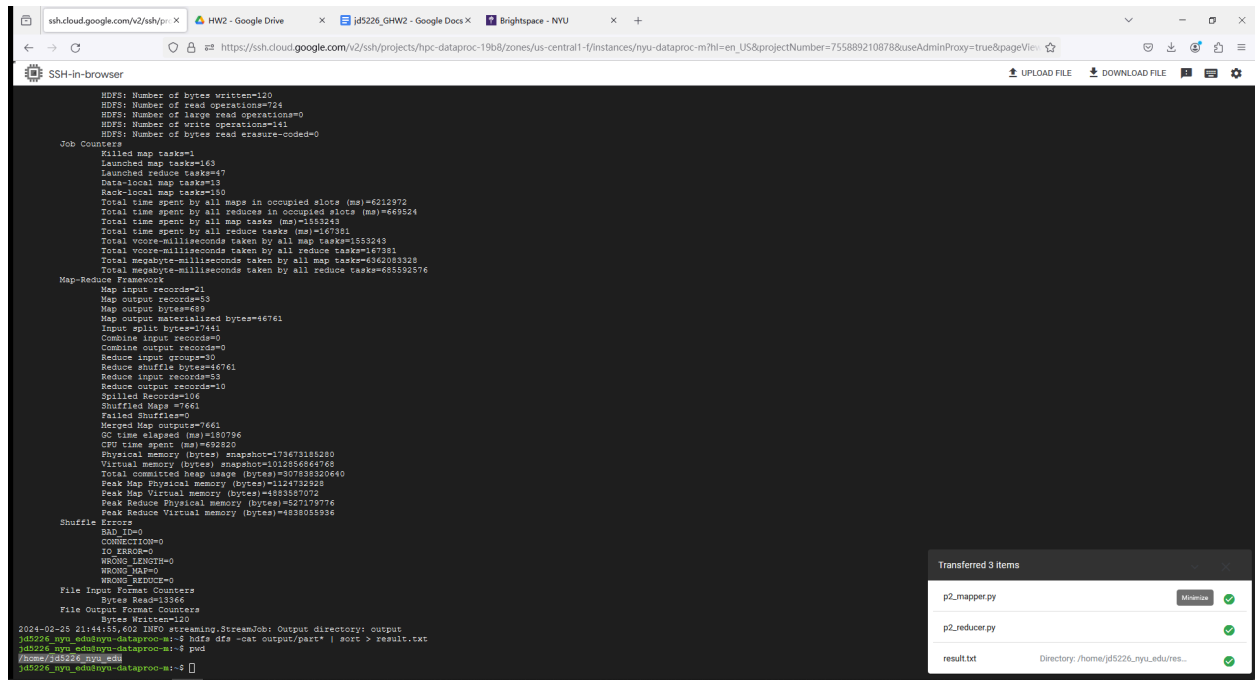 ssh.cloud.google.com/v2/ssh/pro
HW2 - Google Drive
jd5226_GHW2 - Google Docs
Brightspace - NYU
https://ssh.cloud.google.com/v2/ssh/projects/hpc-dataproc-19b8/zones/us-central1-f/instances/nyu-dataproc-m?hl=en_US&projectNumber=755889210878&useAdminProxy=true&pageVie
SSH-in-browser
UPLOAD FILE
DOWNLOAD FILE
HDFS: Number of bytes written=120
HDFS: Number of read operations=724
HDFS: Number of large read operations=0
HDFS: Number of write operations=141
HDFS: Number of bytes read erasure-coded=0
Job Counters
Killed map tasks=1
Launched map tasks=163
Launched reduce tasks=47
Data-local map tasks=13
Rack-local map tasks=150
Total time spent by all maps in occupied slots (ms)=6212972
Total time spent by all reduces in occupied slots (ms)=669524
Total time spent by all map tasks (ms)=1553243
Total time spent by all reduce tasks (ms)=167381
Total vcore-milliseconds taken by all map tasks=1553243
Total vcore-milliseconds taken by all reduce tasks=167381
Total megabyte-milliseconds taken by all map tasks=6362083328
Total megabyte-milliseconds taken by all reduce tasks=685592576
Map-Reduce Framework
Map input records=21
Map output records=53
Map output bytes=689
Map output materialized bytes=46761
Input split bytes=17441
Combine input records=0
Combine output records=0
Reduce input groups=30
Reduce shuffle bytes=46761
Reduce input records=53
Reduce output records=10
Spilled Records=106
Shuffled Maps =7661
Failed Shuffles=0
Merged Map outputs=7661
GC time elapsed (ms)=180796
CPU time spent (ms)=692820
Physical memory (bytes) snapshot=173673185280
Virtual memory (bytes) snapshot=1012856864768
Total committed heap usage (bytes)=307838320640
Peak Map Physical memory (bytes)=1124732928
Peak Map Virtual memory (bytes)=4883587072
Peak Reduce Physical memory (bytes)=527179776
Peak Reduce Virtual memory (bytes)=4838055936
Shuffle Errors
BAD_ID=0
CONNECTION=0
IO_ERROR=0
WRONG_LENGTH=0
WRONG_MAP=0
WRONG_REDUCE=0
File Input Format Counters
Bytes Read=13366
File Output Format Counters
Bytes Written=120
2024-02-25 21:44:55,602 INFO streaming.StreamJob: Output directory: output
jd5226_nyu_edu@nyu-dataproc-m:~$ hdfs dfs -cat output/part* | sort > result.txt
jd5226_nyu_edu@nyu-dataproc-m:~$ pwd
/home/jd5226_nyu_edu
jd5226_nyu_edu@nyu-dataproc-m:~$
Transferred 3 items
p2_mapper.py
Minimize
p2_reducer.py
result.txt Directory: /home/jd5226_nyu_edu/res...